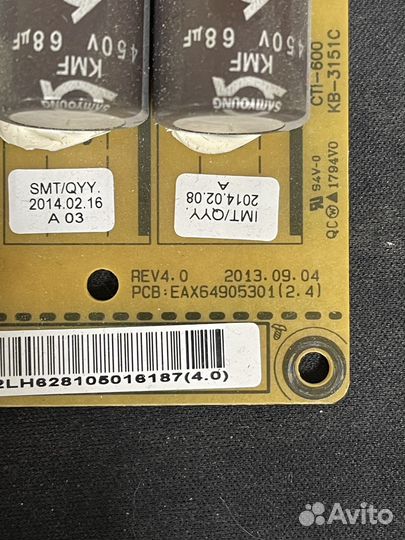 450V 68µF
KMF
SAMYOUNG
450V 68µF
KMF
SAMYOUNG
CTI-600
KB-3151C
94V-0
QC 1794V0
SMT/QYY.
2014.02.16
A 03
IMT/QYY.
2014.02.08
A
REV4.0 2013.09.04
PCB:EAX64905301(2.4)
2LH628105016187(4.0)
Avito